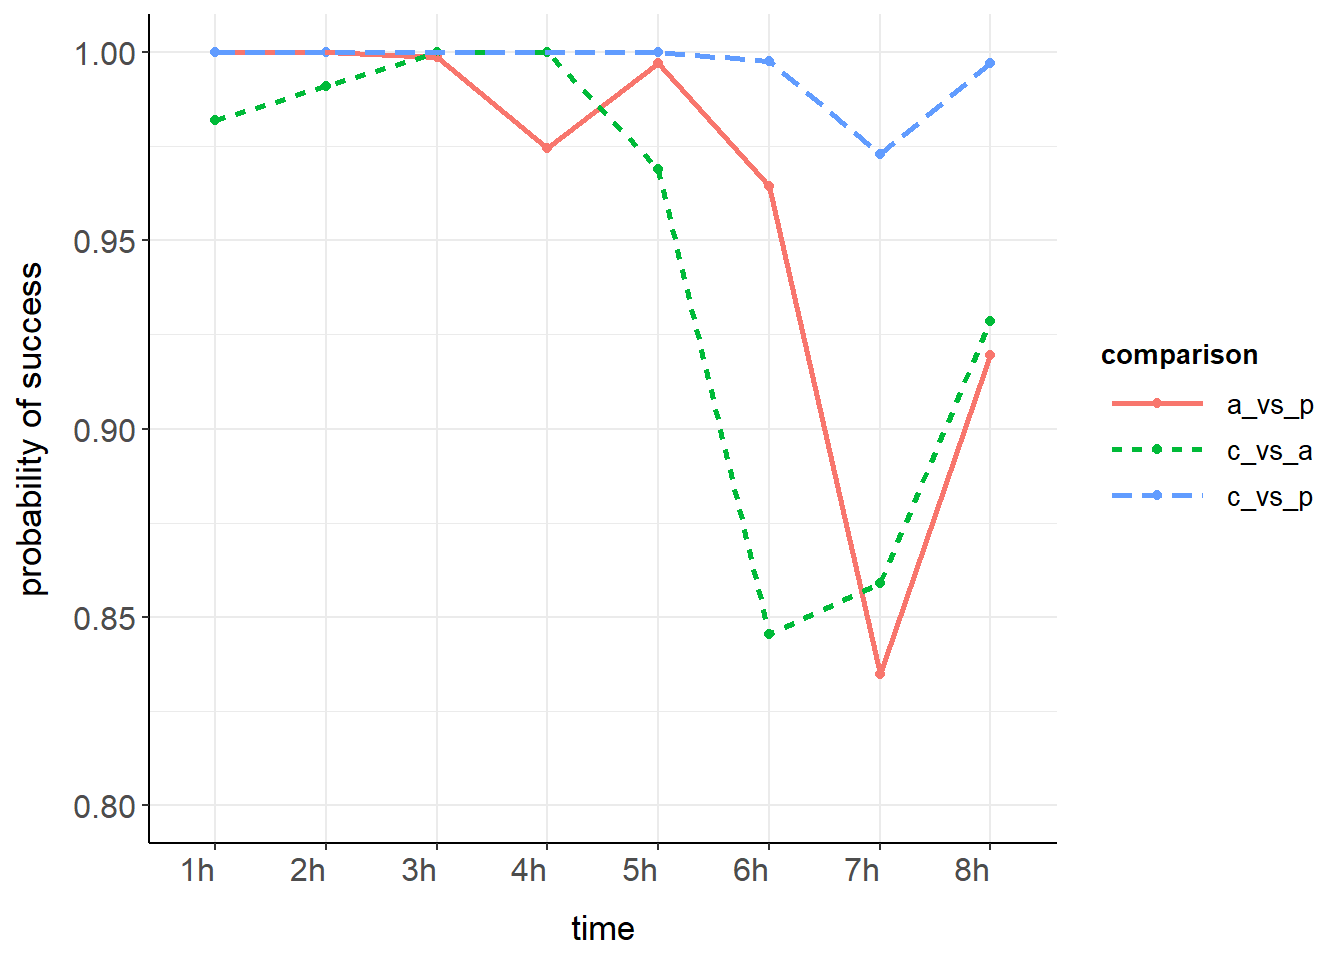 1.00
0.95
0.90
0.85
0.80
probability of success
1h 2h 3h 4h 5h 6h 7h 8h
time
comparison
a_vs_p
c_vs_a
c_vs_p